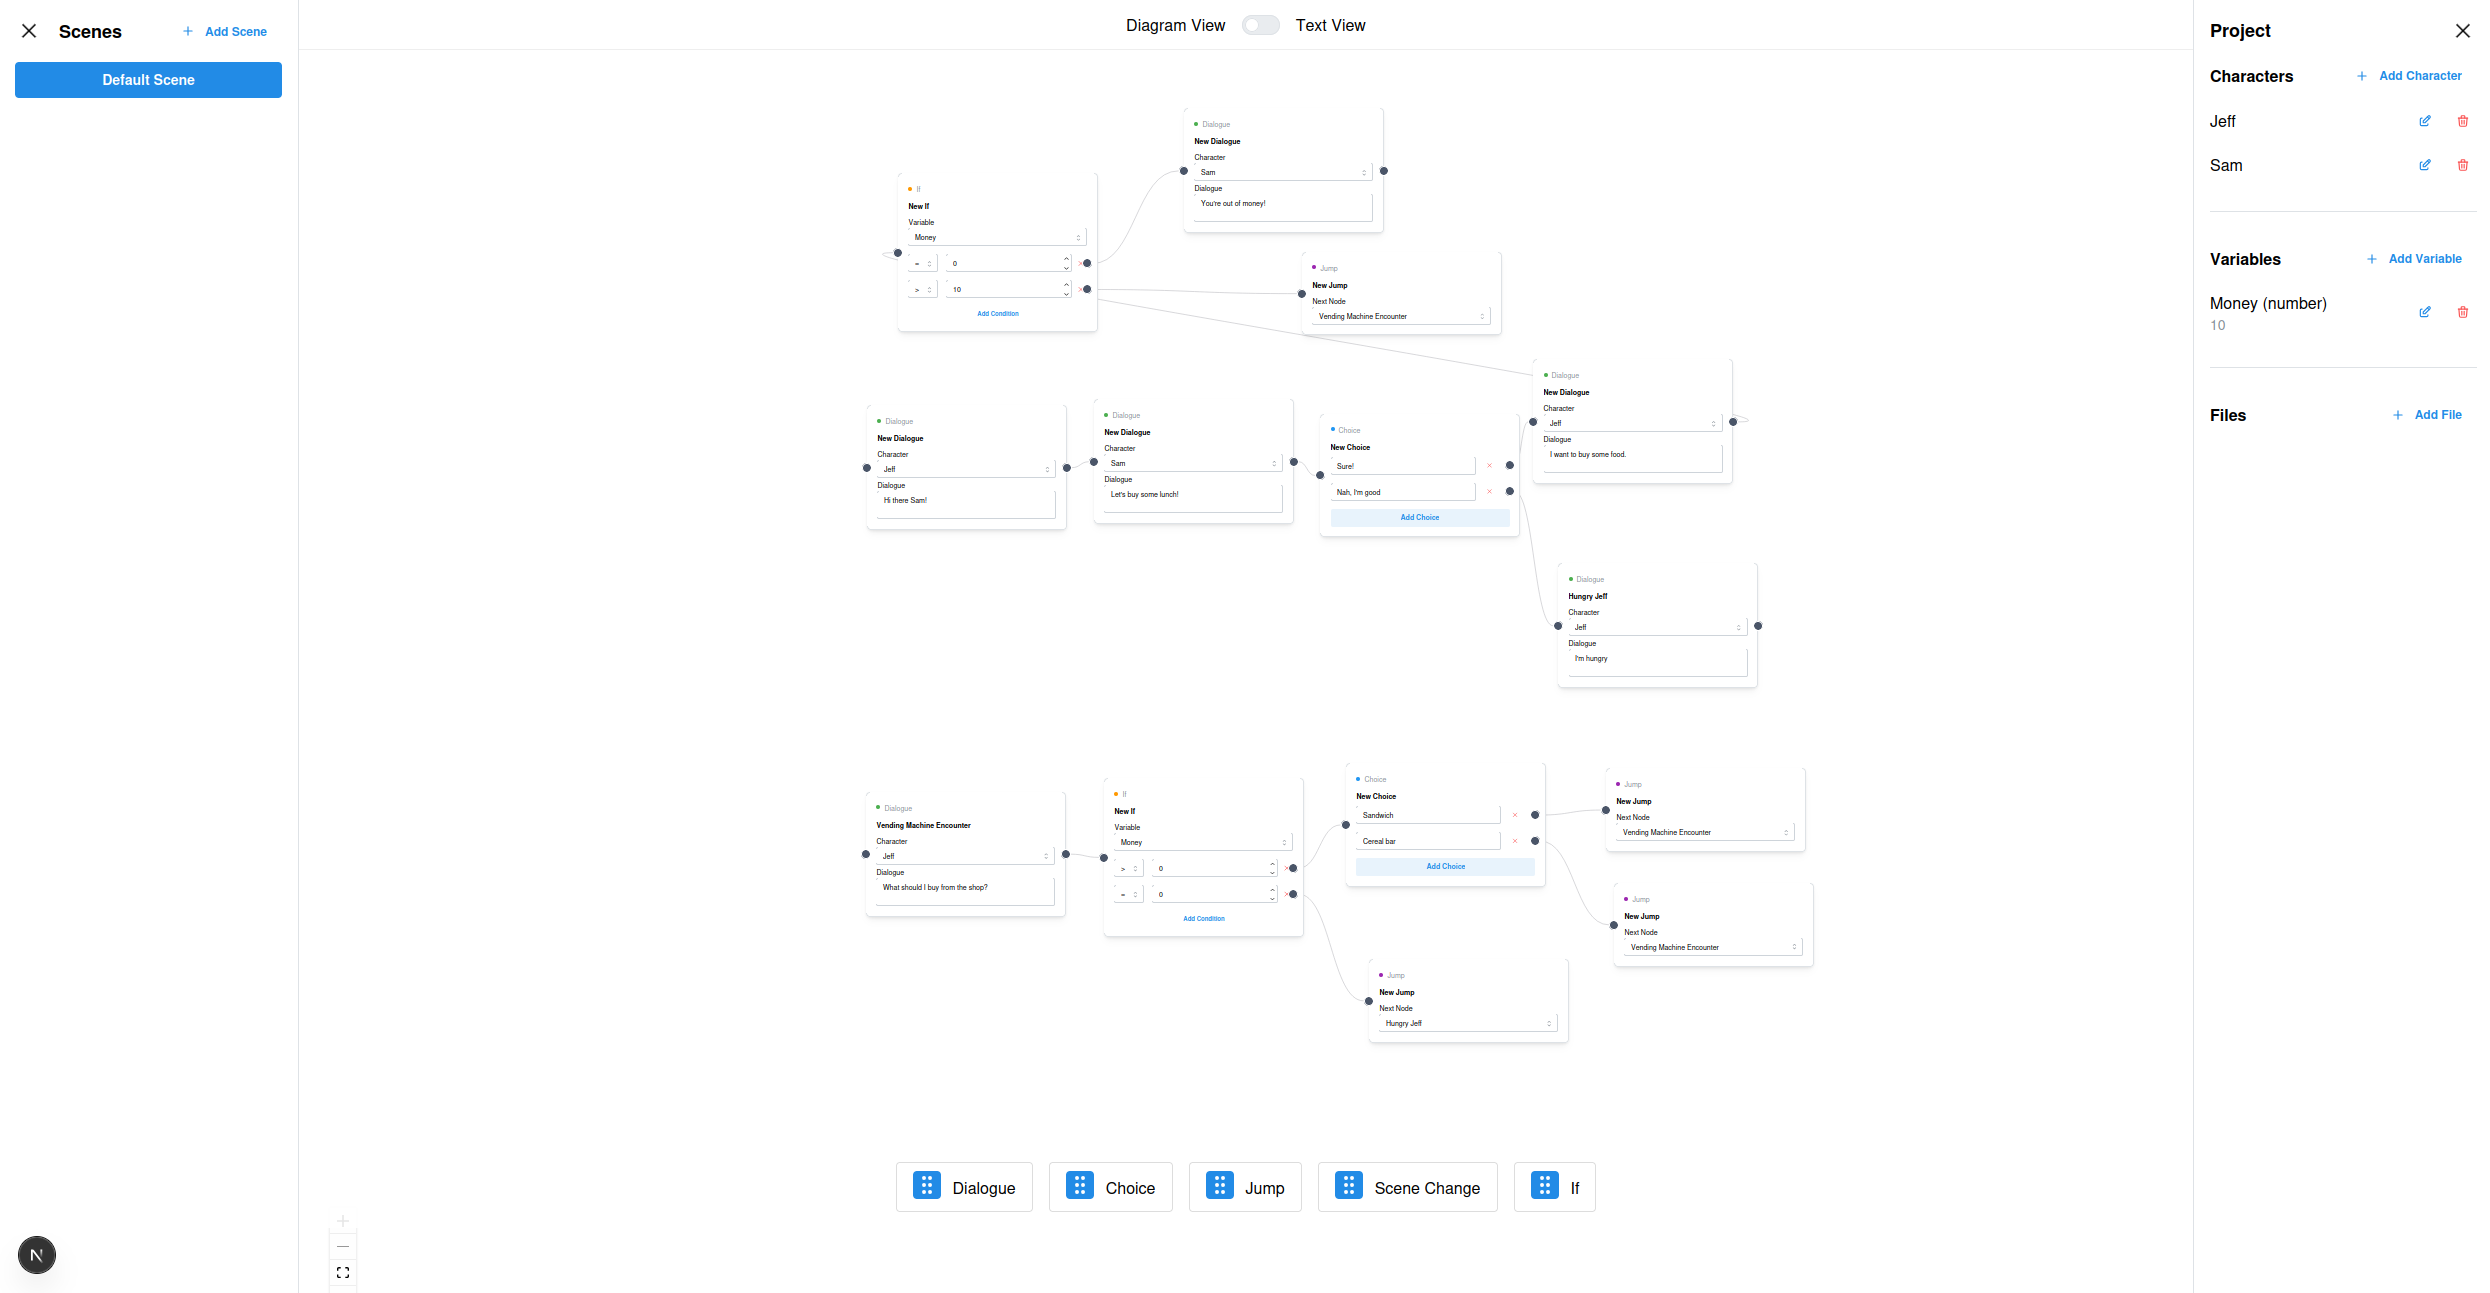 Scenes
Add Scene
Default Scene
Diagram View
Text View
Project
Characters
Add Character
Jeff
Sam
Variables
Add Variable
Money (number)
10
Files
Add File
Dialogue
New Dialogue
Character
Sam
Dialogue
You're out of money!
If
New If
Variable
Money
= 0
> 10
Add Condition
Jump
New Jump
Next Node
Vending Machine Encounter
Dialogue
New Dialogue
Character
Jeff
Dialogue
Hi there Sam!
Dialogue
New Dialogue
Character
Sam
Dialogue
Let's buy some lunch!
Choice
New Choice
Sure!
Nah, I'm good
Add Choice
Dialogue
New Dialogue
Character
Jeff
Dialogue
I want to buy some food.
Dialogue
Hungry Jeff
Character
Jeff
Dialogue
I'm hungry
Dialogue
Vending Machine Encounter
Character
Jeff
Dialogue
What should I buy from the shop?
If
New If
Variable
Money
> 0
= 0
Add Condition
Choice
New Choice
Sandwich
Cereal bar
Add Choice
Jump
New Jump
Next Node
Vending Machine Encounter
Jump
New Jump
Next Node
Vending Machine Encounter
Jump
New Jump
Next Node
Hungry Jeff
Dialogue
Choice
Jump
Scene Change
If
N